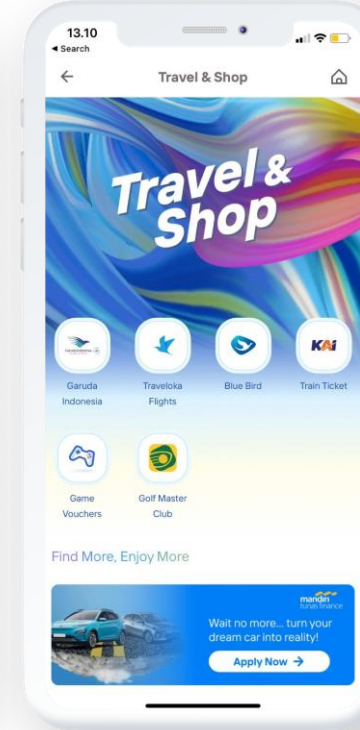 13.10
Search
Travel & Shop
Travel &
Shop
KAI
Garuda
Indonesia
Traveloka
Flights
Blue Bird
Train Ticket
Game
Vouchers
Golf Master
Club
Find More, Enjoy More
mandiri
tunas finance
Wait no more... turn your
dream car into reality!
Apply Now →